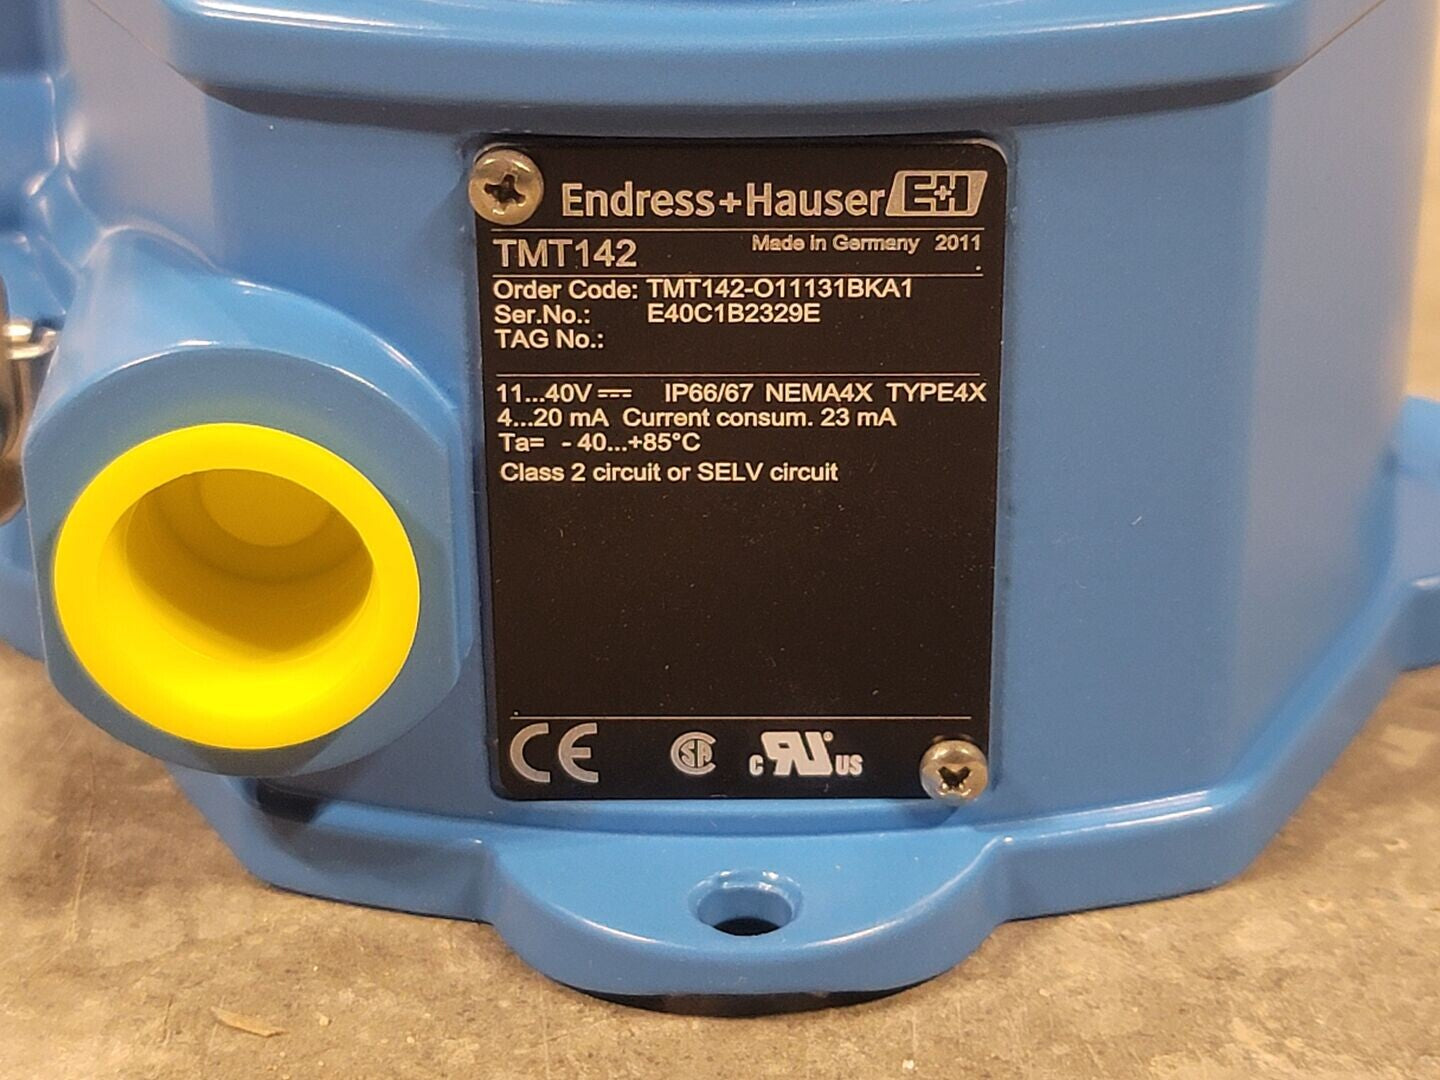 Endress+Hauser E+H
TMT142 Made in Germany 2011
Order Code: TMT142-O11131BKA1
Ser.No.: E40C1B2329E
TAG No.:
11...40V ⎓ IP66/67 NEMA4X TYPE4X
4...20 mA Current consum. 23 mA
Ta= - 40...+85°C
Class 2 circuit or SELV circuit
CE SA c RU US